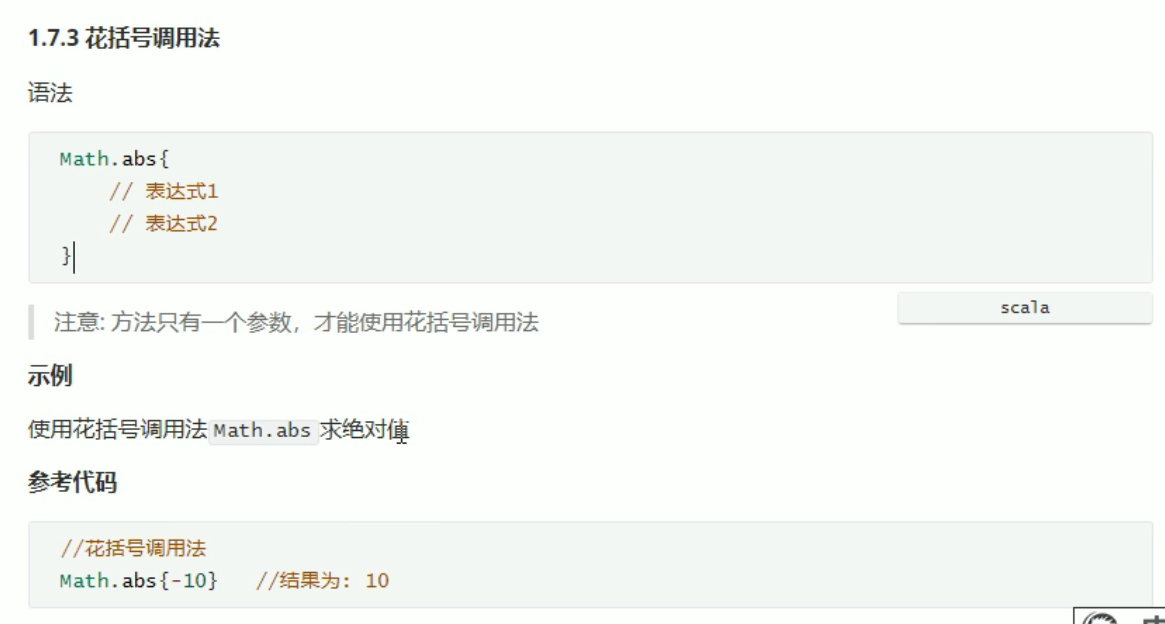 1.7.3 花括号调用法
语法
Math.abs{
// 表达式1
// 表达式2
}
scala
注意: 方法只有一个参数，才能使用花括号调用法
示例
使用花括号调用法 Math.abs 求绝对值
参考代码
//花括号调用法
Math.abs{-10} //结果为: 10